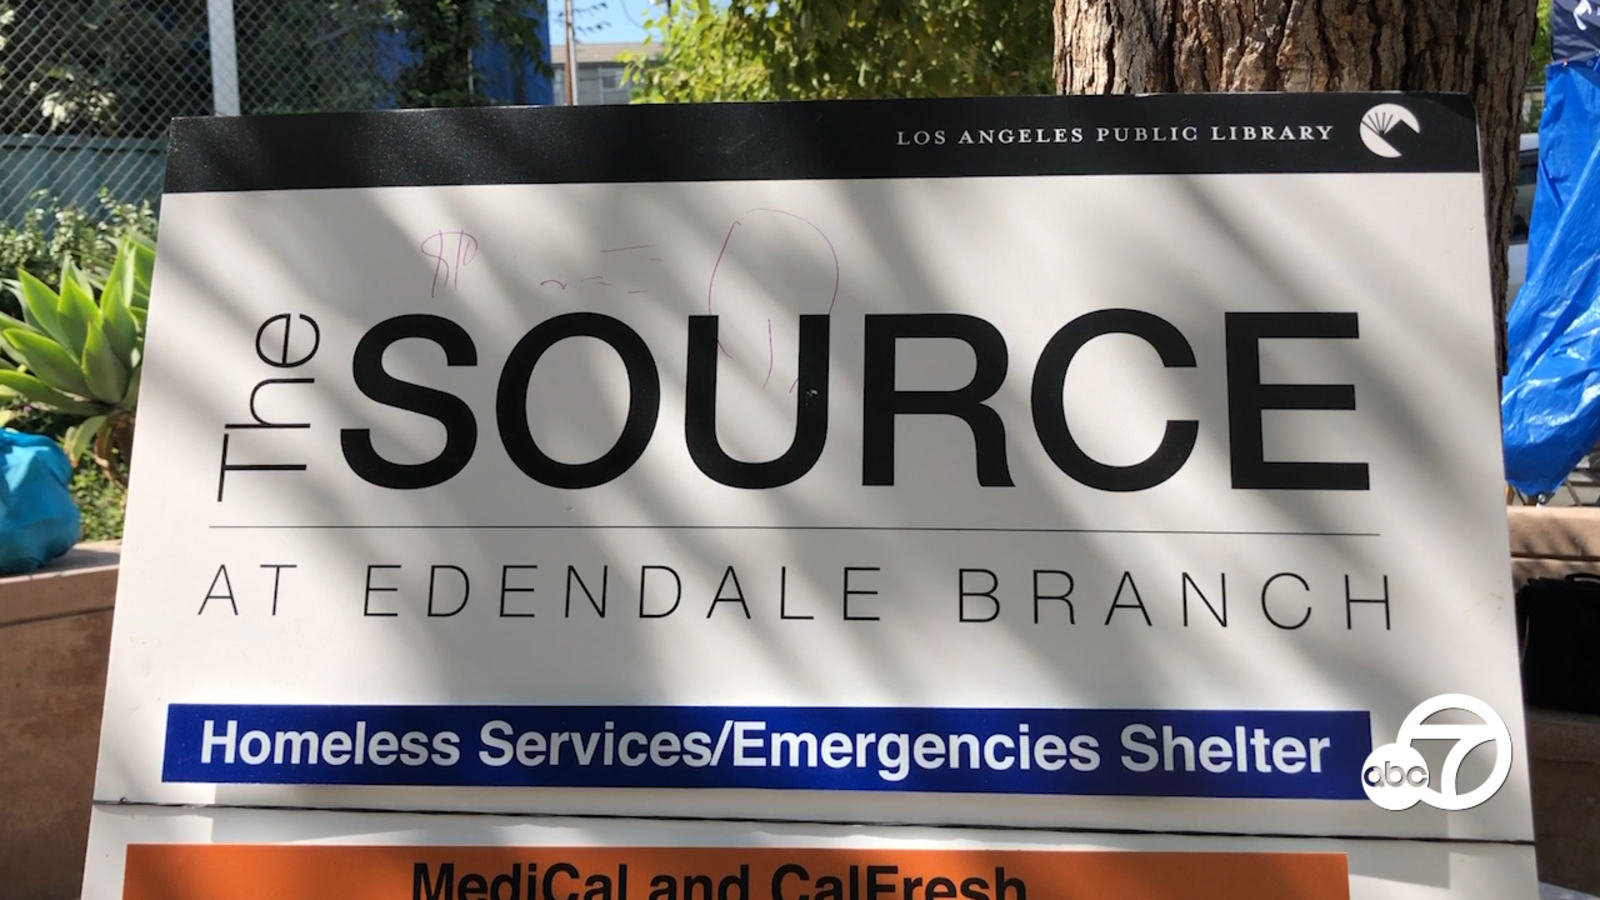 LOS ANGELES PUBLIC LIBRARY
The SOURCE
AT EDENDALE BRANCH
Homeless Services/Emergencies Shelter
abc 7
MediCal and CalFresh